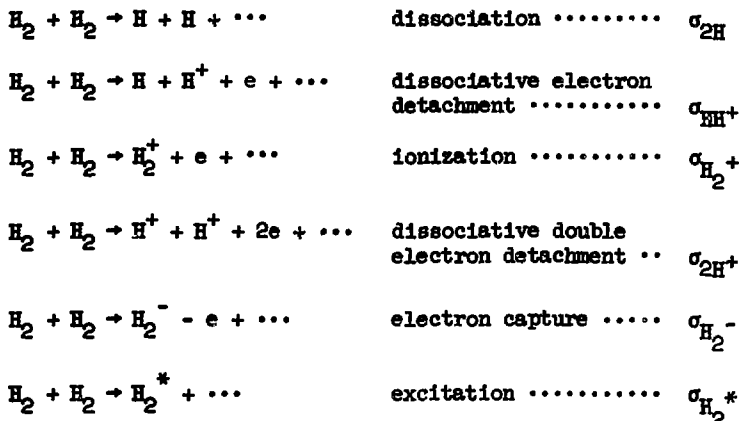 H₂ + H₂ → H + H + ··· dissociation ········· σ₂H
H₂ + H₂ → H + H⁺ + e + ··· dissociative electron
detachment ··········· σHH⁺
H₂ + H₂ → H₂⁺ + e + ··· ionization ·········· σH₂⁺
H₂ + H₂ → H⁺ + H⁺ + 2e + ··· dissociative double
electron detachment ·· σ₂H⁺
H₂ + H₂ → H₂⁻ - e + ··· electron capture ····· σH₂⁻
H₂ + H₂ → H₂* + ··· excitation ··········· σH₂*